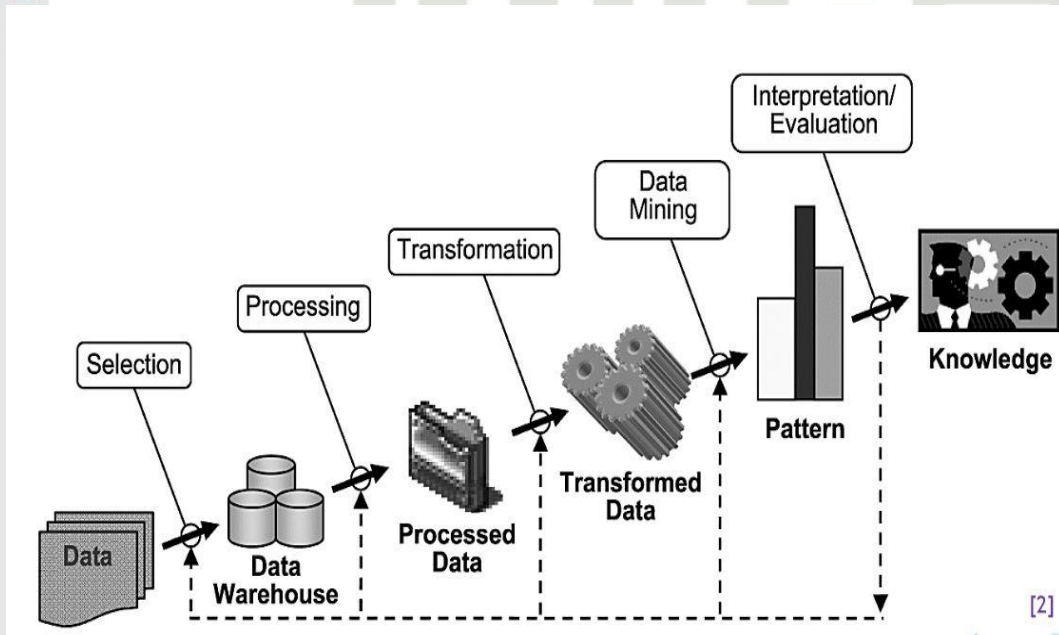 Interpretation/
Evaluation
Data
Mining
Transformation
Processing
Selection
Knowledge
Pattern
Transformed
Data
Processed
Data
Data
Warehouse
Data
[2]